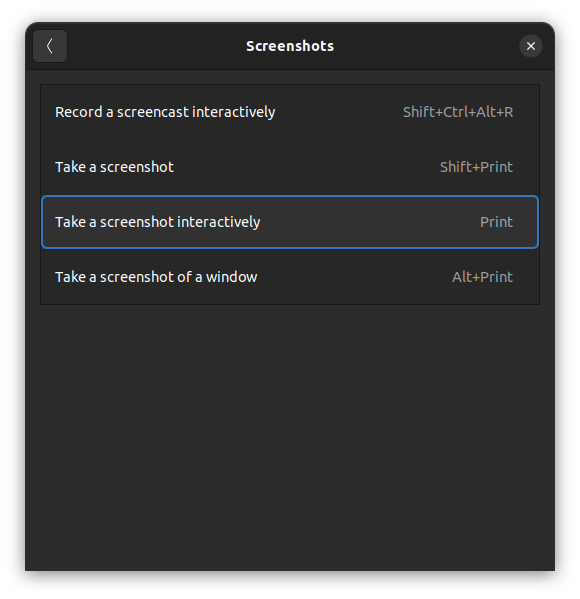 Screenshots
Record a screencast interactively Shift+Ctrl+Alt+R
Take a screenshot Shift+Print
Take a screenshot interactively Print
Take a screenshot of a window Alt+Print